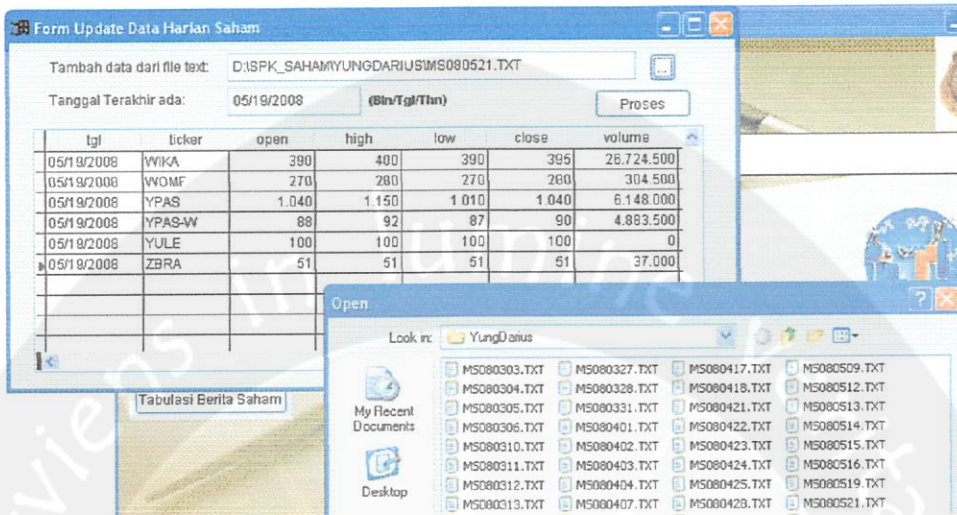 Form Update Data Harian Saham
Tambah data dari file text: D:\SPK_SAHAM\YUNGDARIUS\MS080521.TXT ...
Tanggal Terakhir ada: 05/19/2008 (Bln/Tgl/Thn) Proses
tgl ticker open high low close volume
05/19/2008 WIKA 390 400 390 395 26.724.500
05/19/2008 WOMF 270 280 270 280 304.500
05/19/2008 YPAS 1.040 1.150 1.010 1.040 6.148.000
05/19/2008 YPAS-W 88 92 87 90 4.883.500
05/19/2008 YULE 100 100 100 100 0
05/19/2008 ZBRA 51 51 51 51 37.000
Tabulasi Berita Saham
Open
Look in: YungDarius
My Recent
Documents
Desktop
MS080303.TXT MS080327.TXT MS080417.TXT MS080509.TXT
MS080304.TXT MS080328.TXT MS080418.TXT MS080512.TXT
MS080305.TXT MS080331.TXT MS080421.TXT MS080513.TXT
MS080306.TXT MS080401.TXT MS080422.TXT MS080514.TXT
MS080310.TXT MS080402.TXT MS080423.TXT MS080515.TXT
MS080311.TXT MS080403.TXT MS080424.TXT MS080516.TXT
MS080312.TXT MS080404.TXT MS080425.TXT MS080519.TXT
MS080313.TXT MS080407.TXT MS080428.TXT MS080521.TXT
viens in lumine